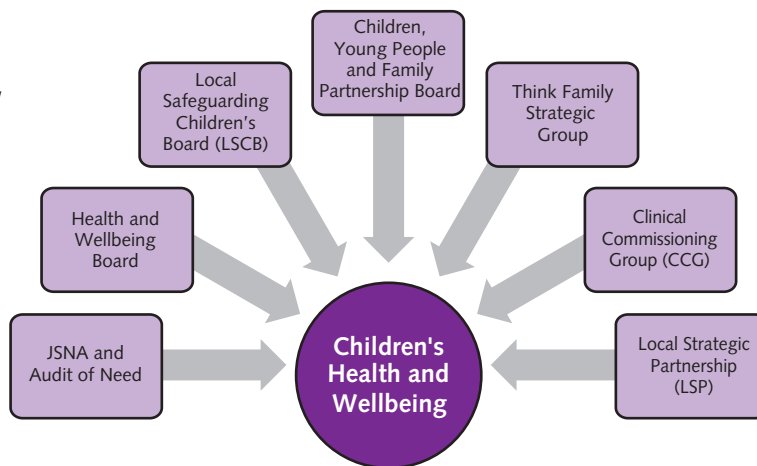 Children,
Young People
and Family
Partnership Board
Local
Safeguarding
Children's
Board (LSCB)
Think Family
Strategic
Group
Health and
Wellbeing
Board
Clinical
Commissioning
Group (CCG)
JSNA and
Audit of Need
Children's
Health and
Wellbeing
Local Strategic
Partnership
(LSP)